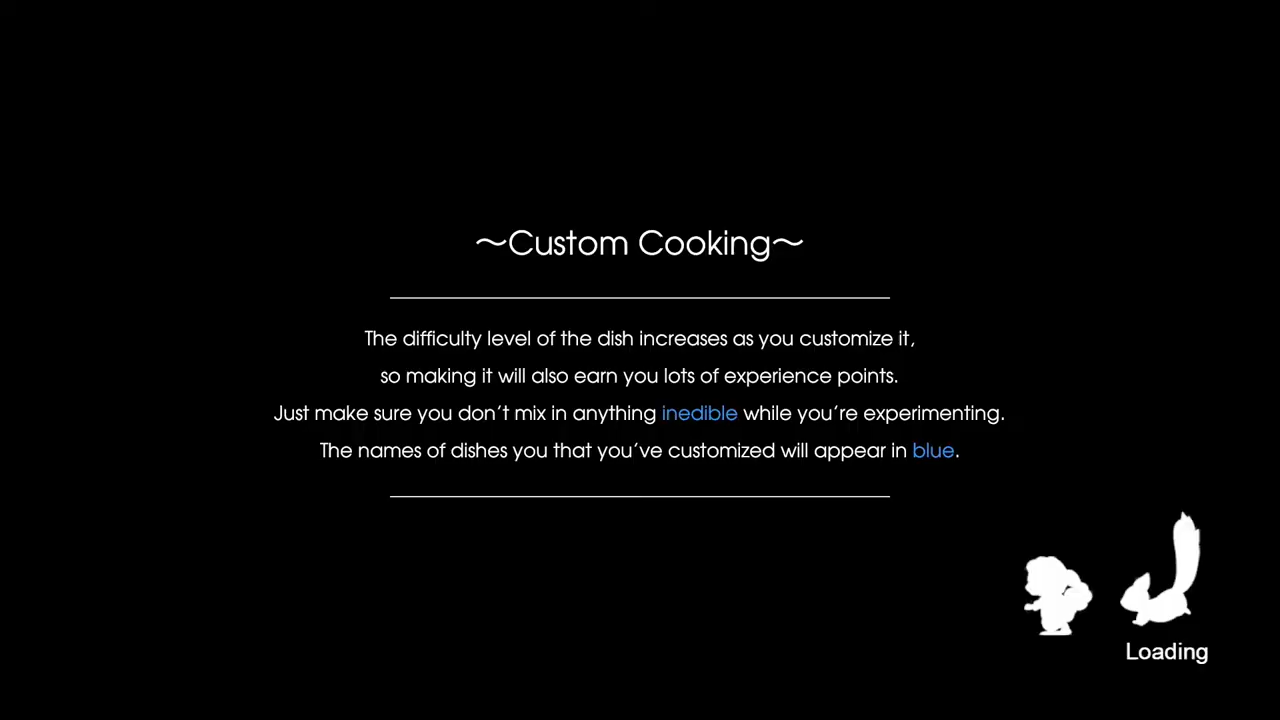 ～Custom Cooking～
The difficulty level of the dish increases as you customize it,
so making it will also earn you lots of experience points.
Just make sure you don’t mix in anything inedible while you’re experimenting.
The names of dishes you that you’ve customized will appear in blue.
Loading